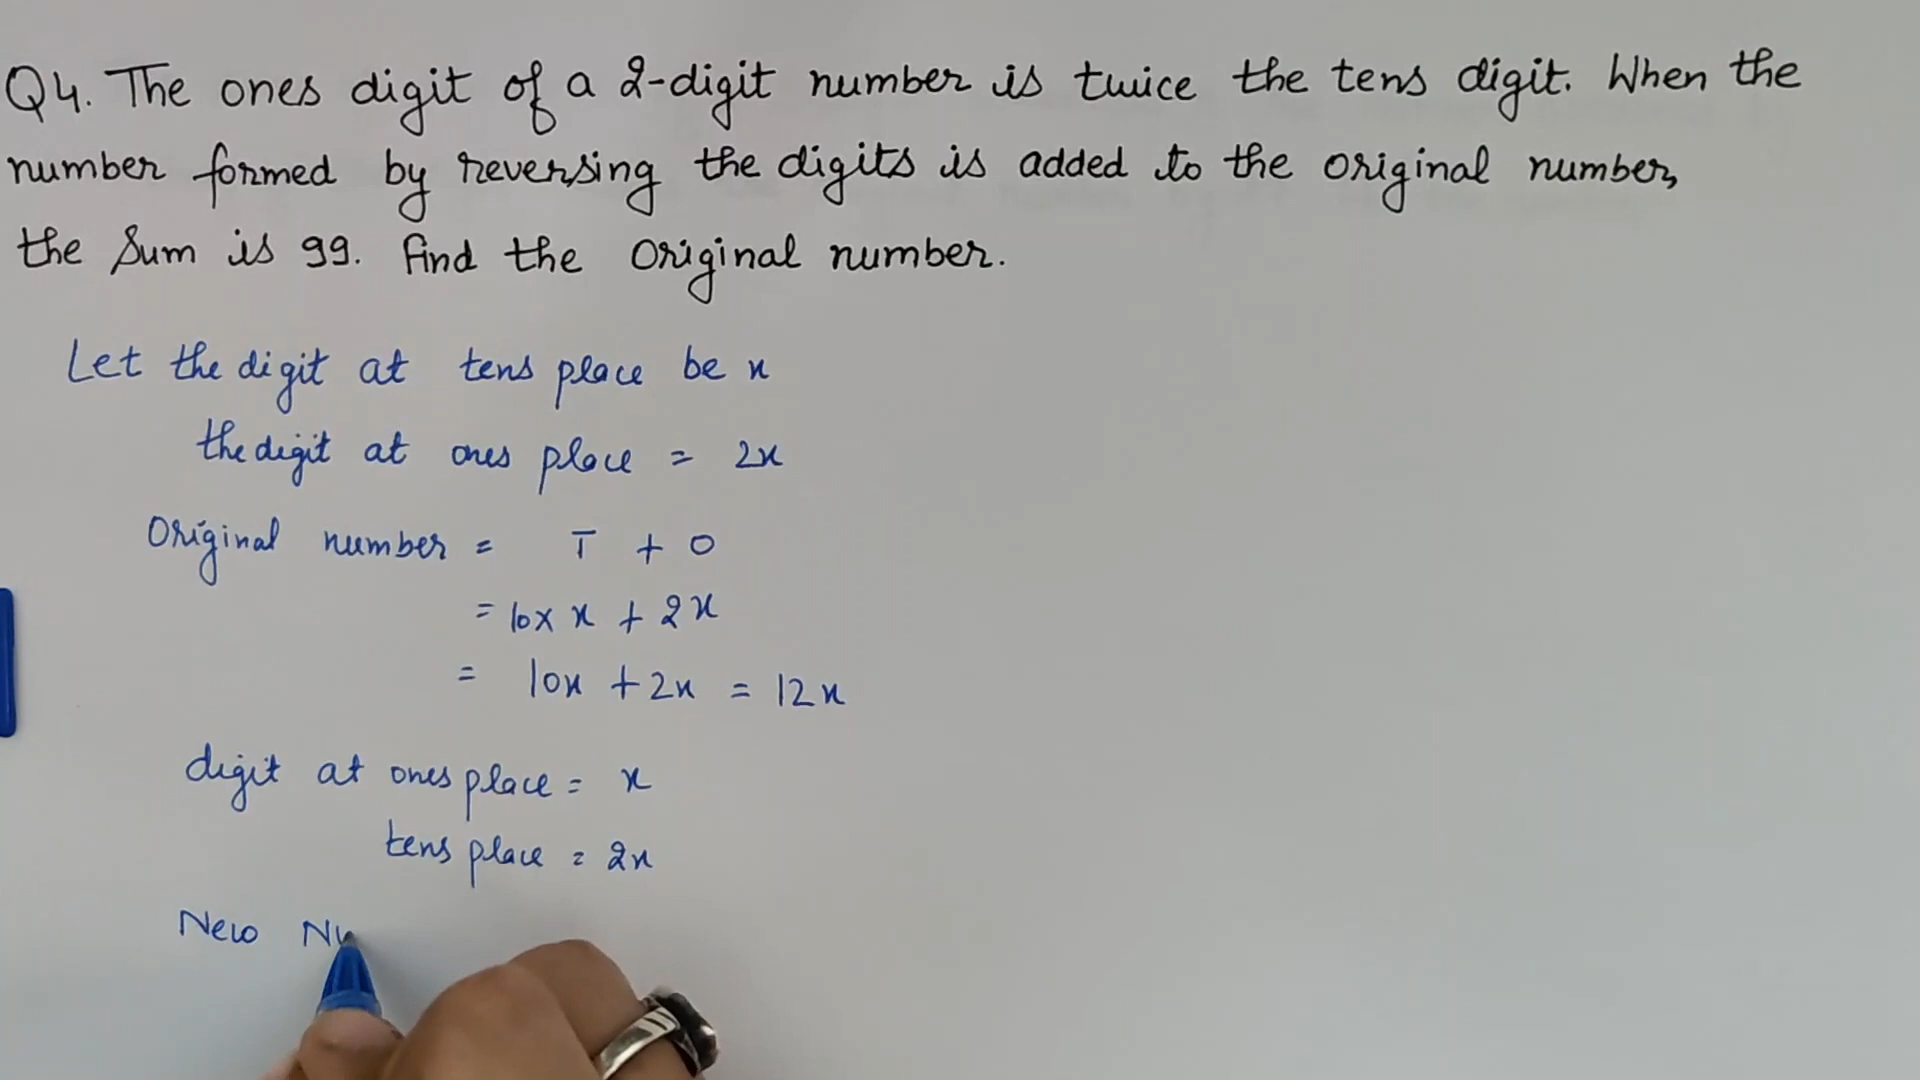 Q4. The ones digit of a 2-digit number is twice the tens digit. When the
number formed by reversing the digits is added to the original number,
the Sum is 99. find the Original number.
Let the digit at tens place be x
the digit at ones place = 2x
Original number = T + O
= 10 × x + 2x
= 10x + 2x = 12x
digit at ones place = x
tens place = 2x
New Nu